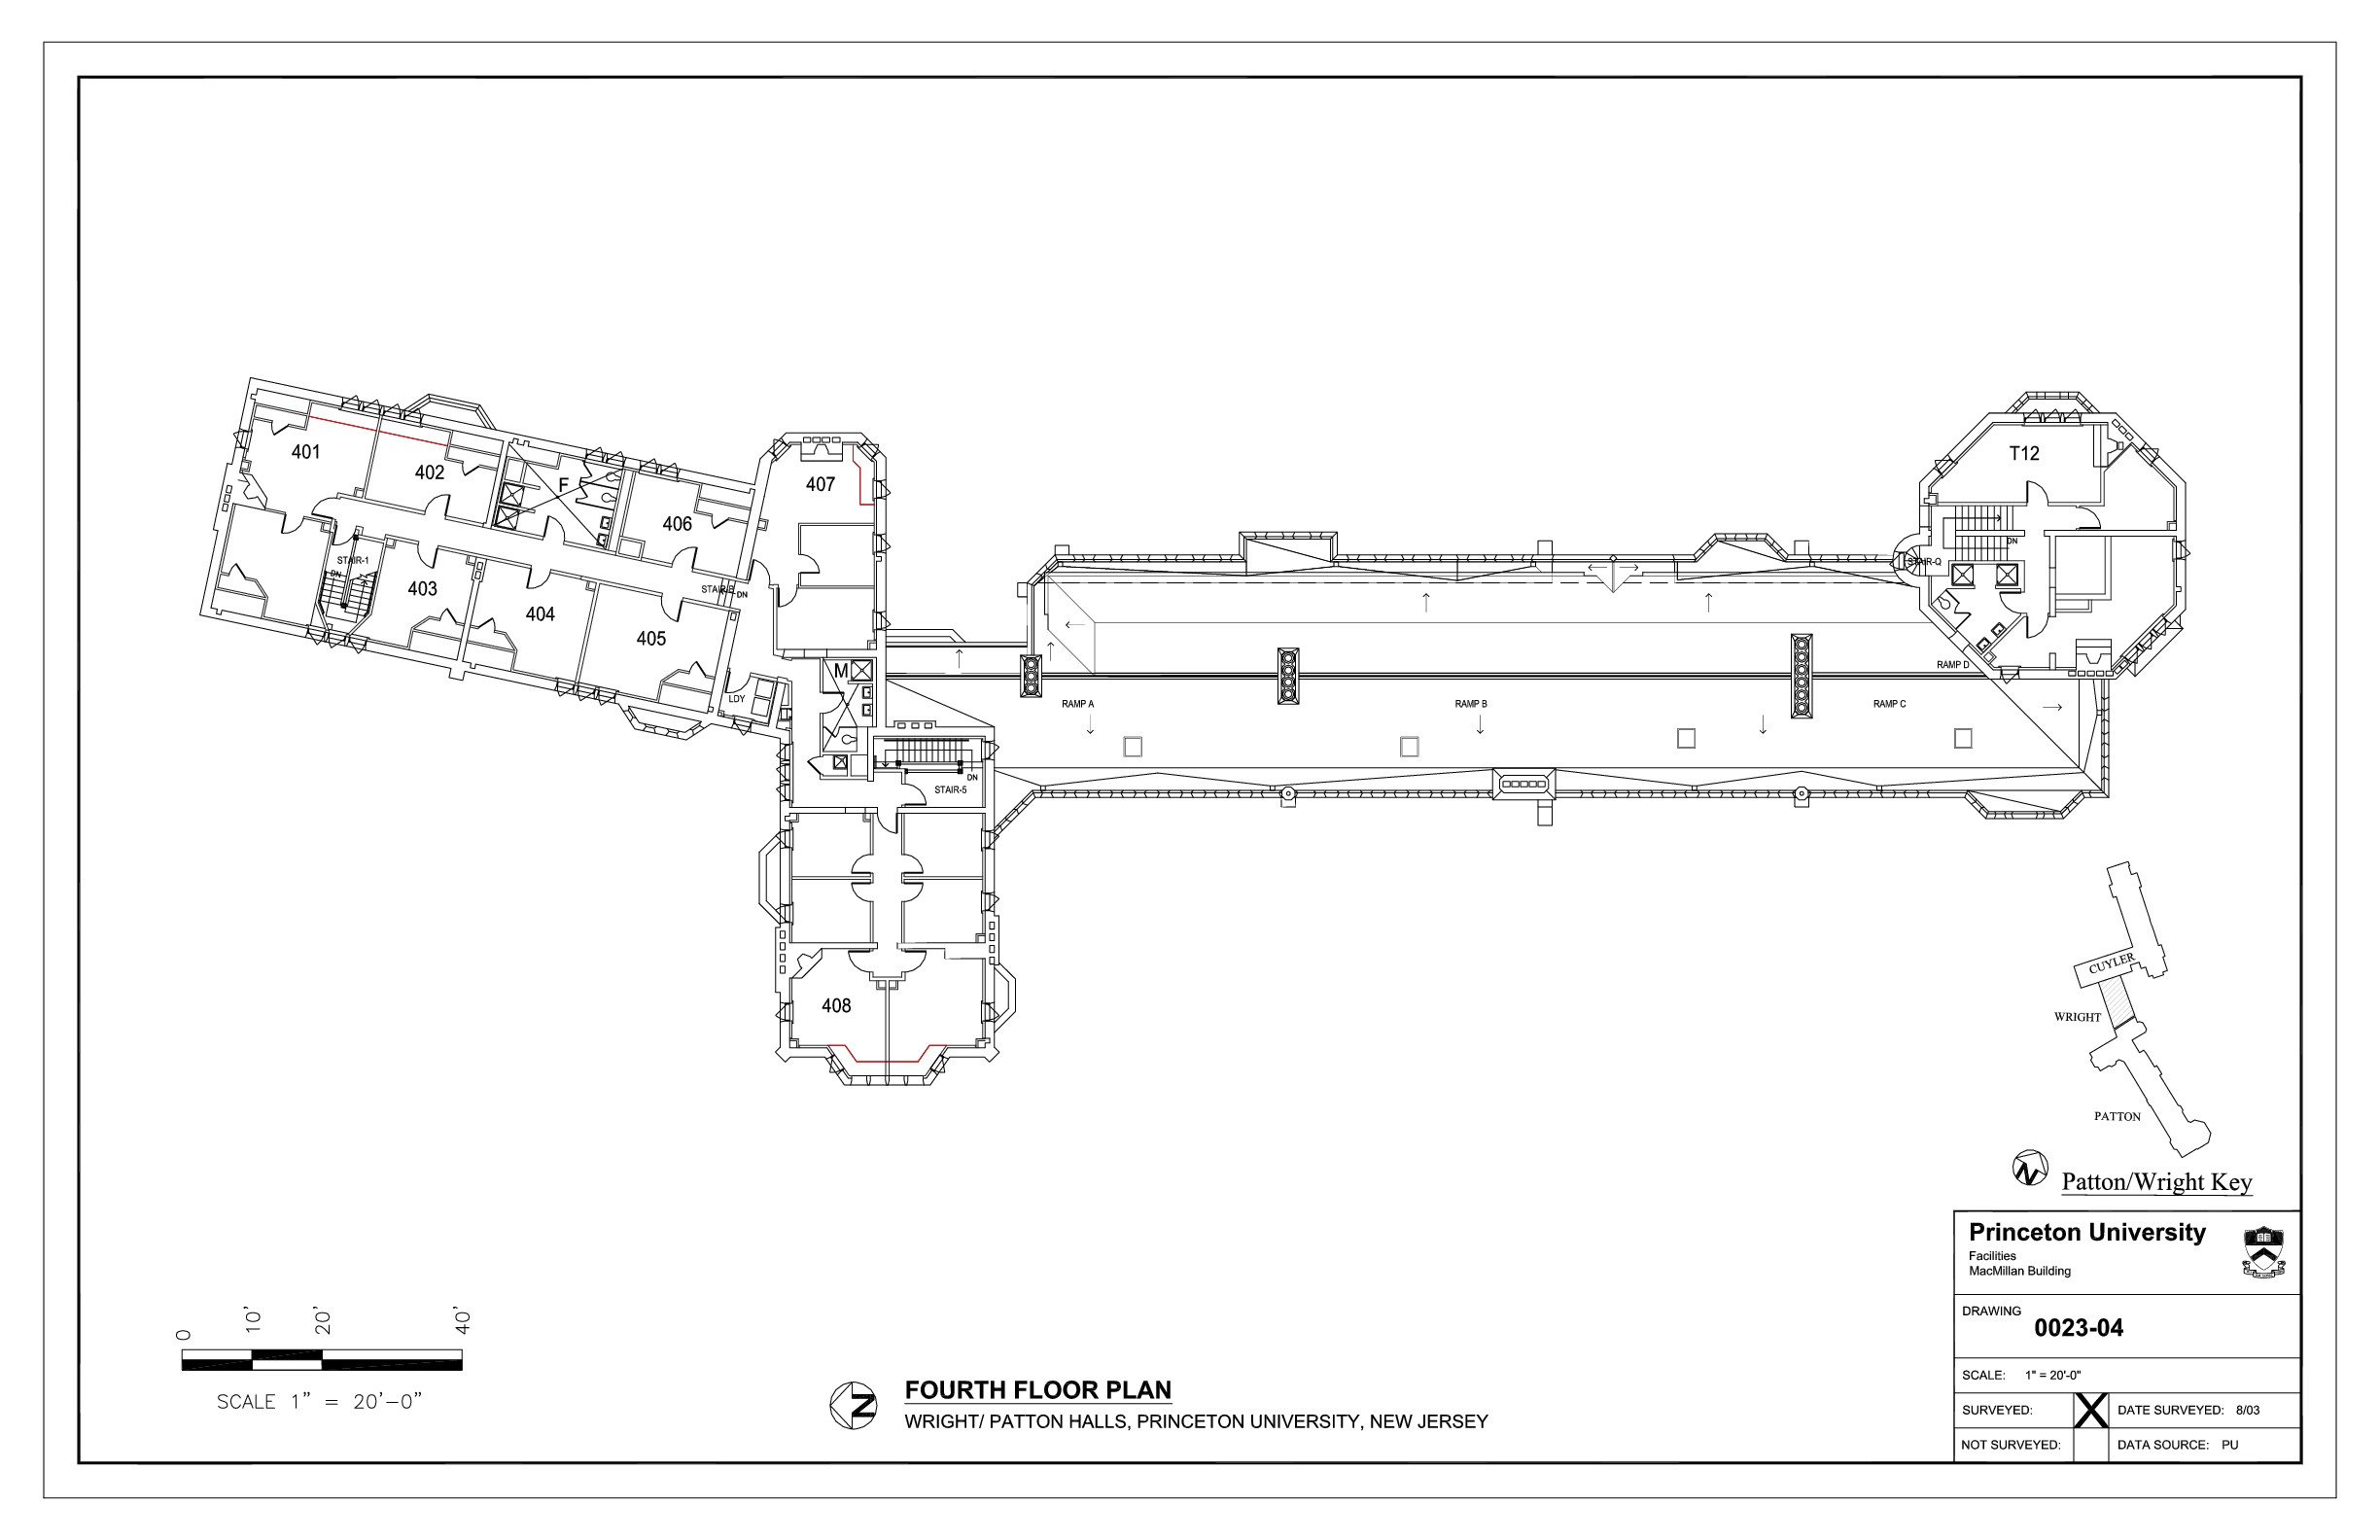 401
402
F
406
407
T12
STAIR-1
DN
403
404
405
STAIR-
DN
LDY
M
DN
STAIR-Q
RAMP D
RAMP A
RAMP B
RAMP C
DN
STAIR-5
408
CUYLER
WRIGHT
PATTON
N
Patton/Wright Key
Princeton University
Facilities
MacMillan Building
DRAWING
0023-04
SCALE: 1" = 20'-0"
SURVEYED: X DATE SURVEYED: 8/03
NOT SURVEYED: DATA SOURCE: PU
0 10' 20' 40'
SCALE 1" = 20'-0"
N
FOURTH FLOOR PLAN
WRIGHT/ PATTON HALLS, PRINCETON UNIVERSITY, NEW JERSEY